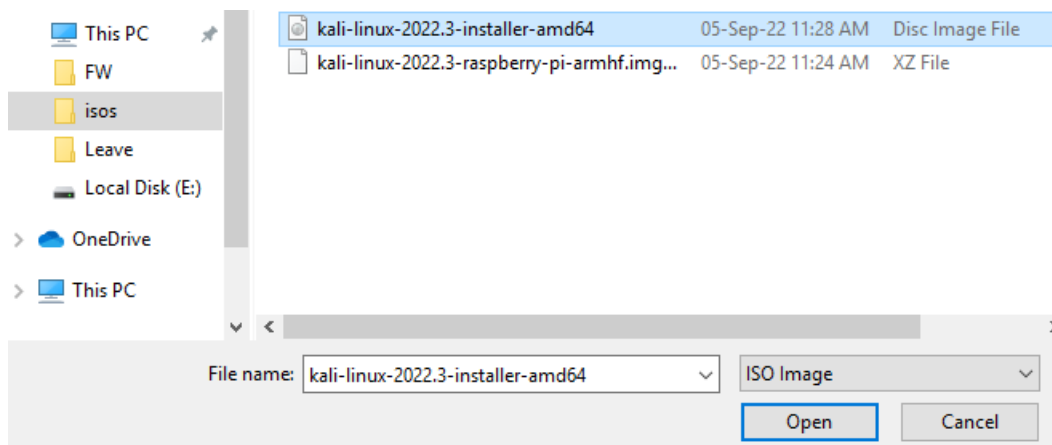 This PC
FW
isos
Leave
Local Disk (E:)
OneDrive
This PC
kali-linux-2022.3-installer-amd64 05-Sep-22 11:28 AM Disc Image File
kali-linux-2022.3-raspberry-pi-armhf.img... 05-Sep-22 11:24 AM XZ File
File name: kali-linux-2022.3-installer-amd64 ISO Image
Open Cancel